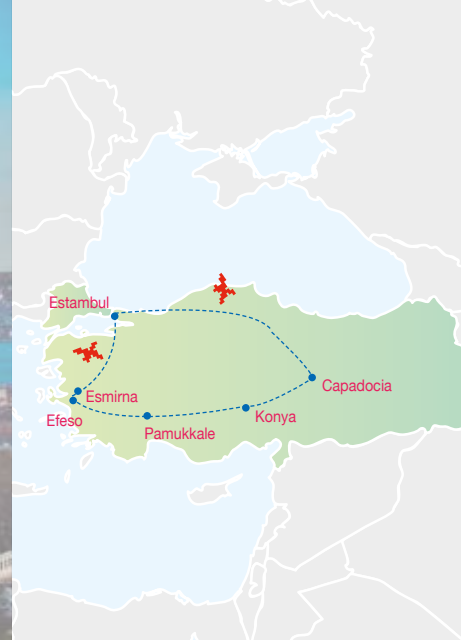 Estambul
Capadocia
Esmirna
Konya
Efeso
Pamukkale